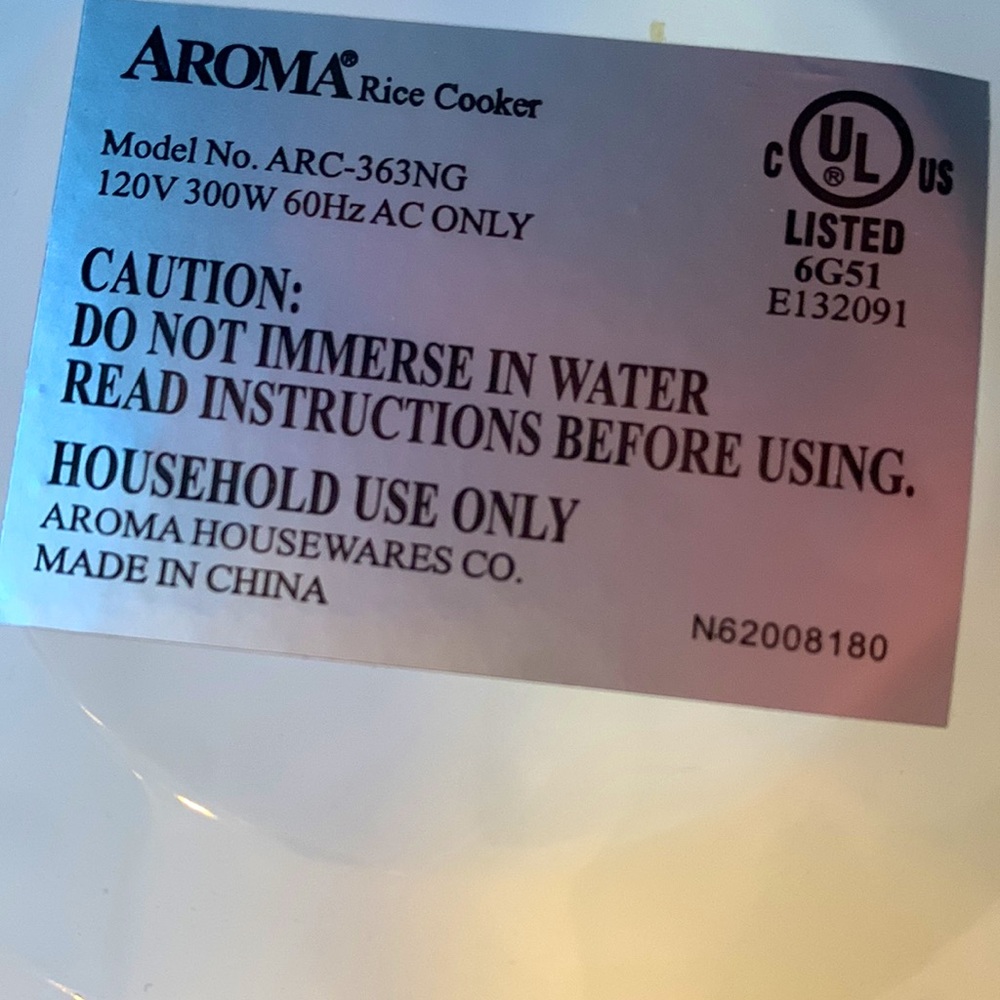 AROMA® Rice Cooker
Model No. ARC-363NG
120V 300W 60Hz AC ONLY
C UL® US
LISTED
6G51
E132091
CAUTION:
DO NOT IMMERSE IN WATER
READ INSTRUCTIONS BEFORE USING.
HOUSEHOLD USE ONLY
AROMA HOUSEWARES CO.
MADE IN CHINA
N62008180